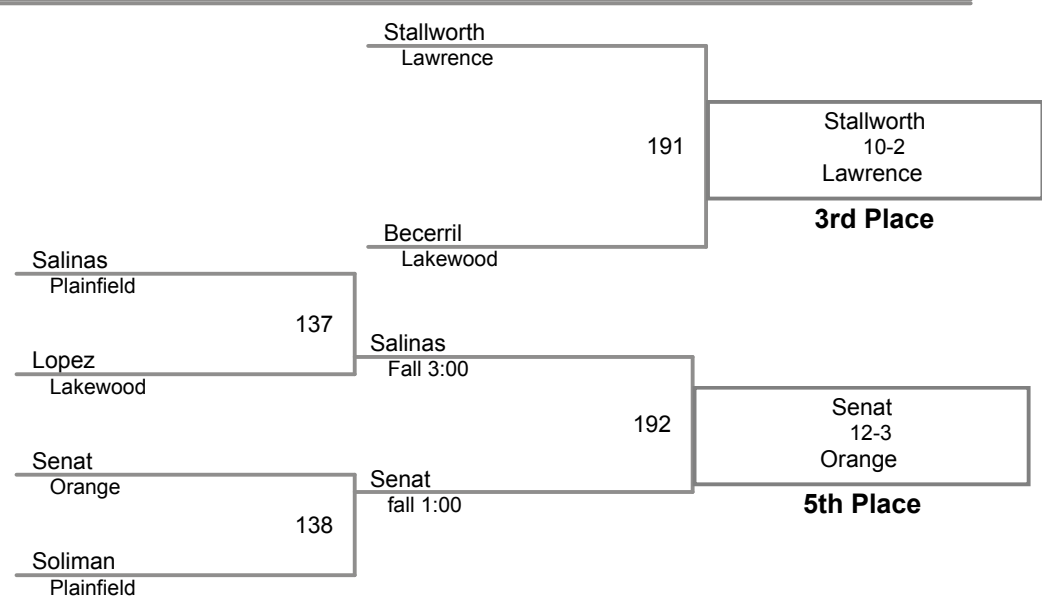 Stallworth
Lawrence
191
Stallworth
10-2
Lawrence
3rd Place
Becerril
Lakewood
Salinas
Plainfield
137
Salinas
Fall 3:00
Lopez
Lakewood
192
Senat
12-3
Orange
5th Place
Senat
Orange
Senat
fall 1:00
138
Soliman
Plainfield